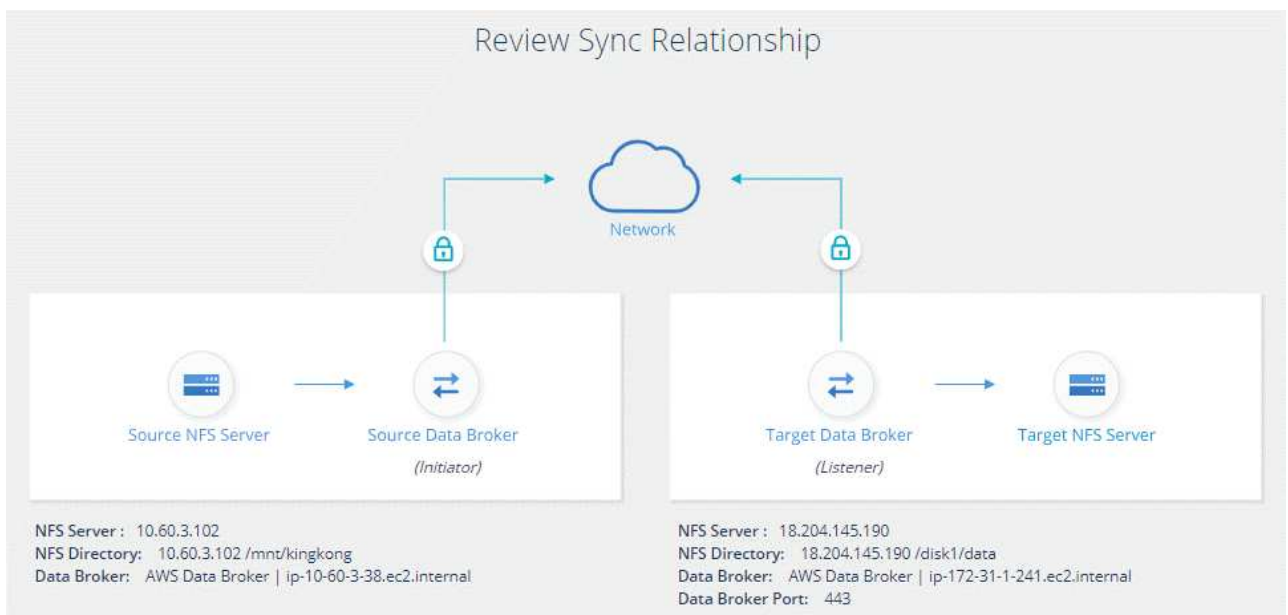 Review Sync Relationship
Network
Source NFS Server
Source Data Broker
(Initiator)
Target Data Broker
(Listener)
Target NFS Server
NFS Server : 10.60.3.102
NFS Directory: 10.60.3.102 /mnt/kingkong
Data Broker: AWS Data Broker | ip-10-60-3-38.ec2.internal
NFS Server : 18.204.145.190
NFS Directory: 18.204.145.190 /disk1/data
Data Broker: AWS Data Broker | ip-172-31-1-241.ec2.internal
Data Broker Port: 443